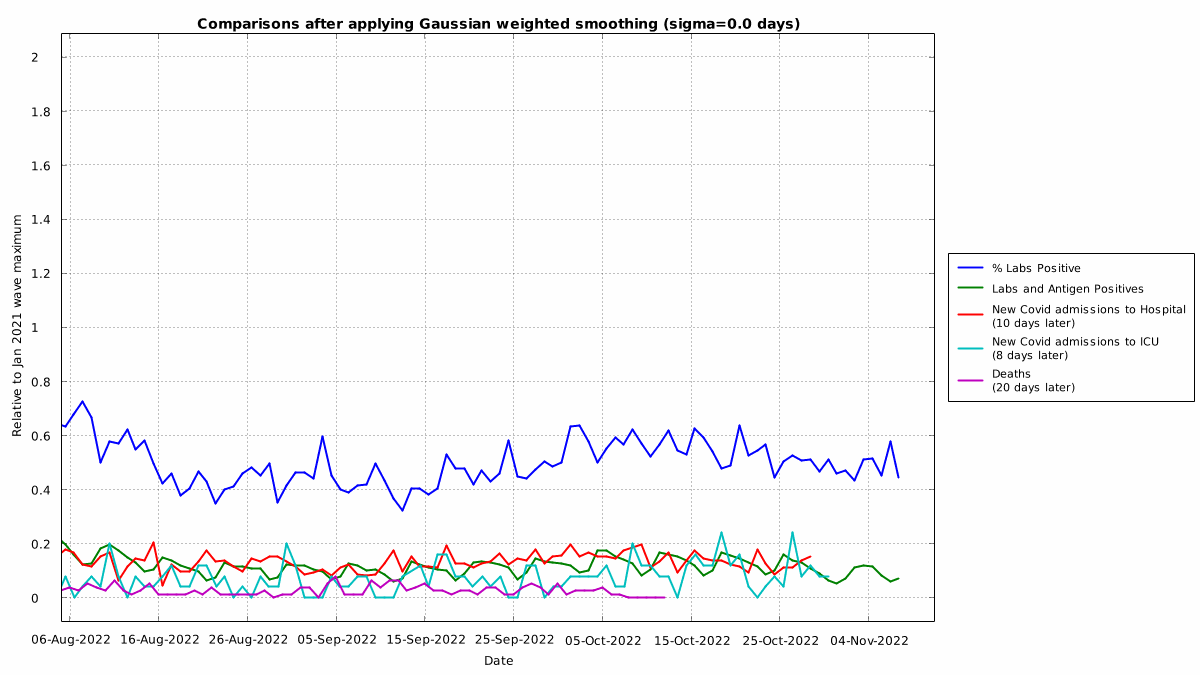 Comparisons after applying Gaussian weighted smoothing (sigma=0.0 days)
Relative to Jan 2021 wave maximum
2
1.8
1.6
1.4
1.2
1
0.8
0.6
0.4
0.2
0
06-Aug-2022 16-Aug-2022 26-Aug-2022 05-Sep-2022 15-Sep-2022 25-Sep-2022 05-Oct-2022 15-Oct-2022 25-Oct-2022 04-Nov-2022
Date
% Labs Positive
Labs and Antigen Positives
New Covid admissions to Hospital
(10 days later)
New Covid admissions to ICU
(8 days later)
Deaths
(20 days later)